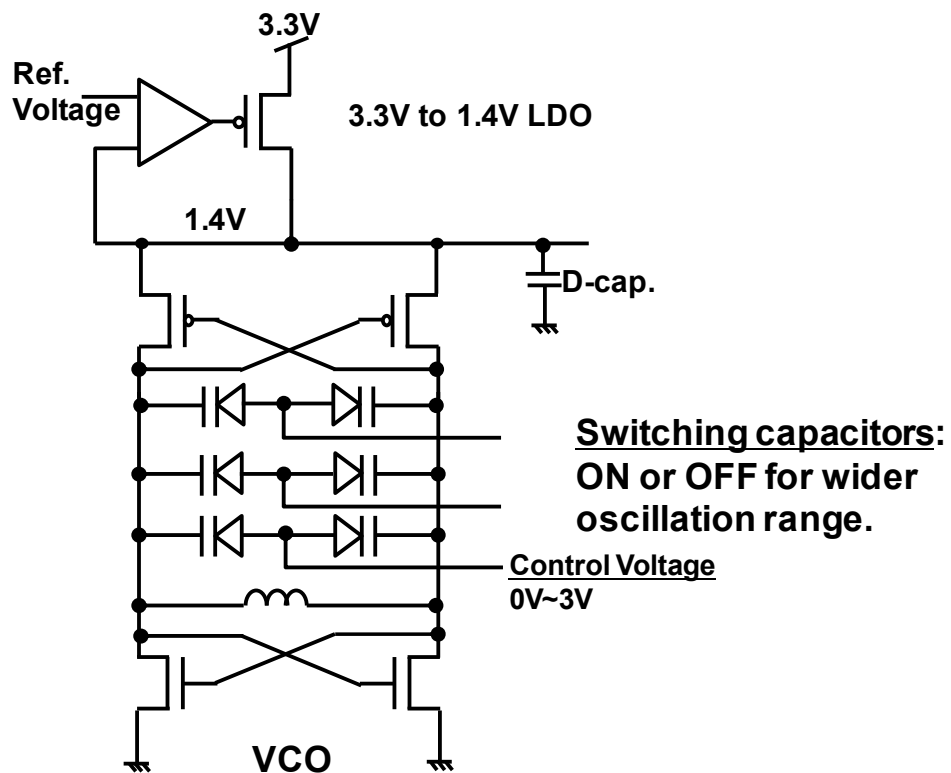 3.3V
Ref.
Voltage
3.3V to 1.4V LDO
1.4V
D-cap.
Switching capacitors:
ON or OFF for wider
oscillation range.
Control Voltage
0V~3V
VCO